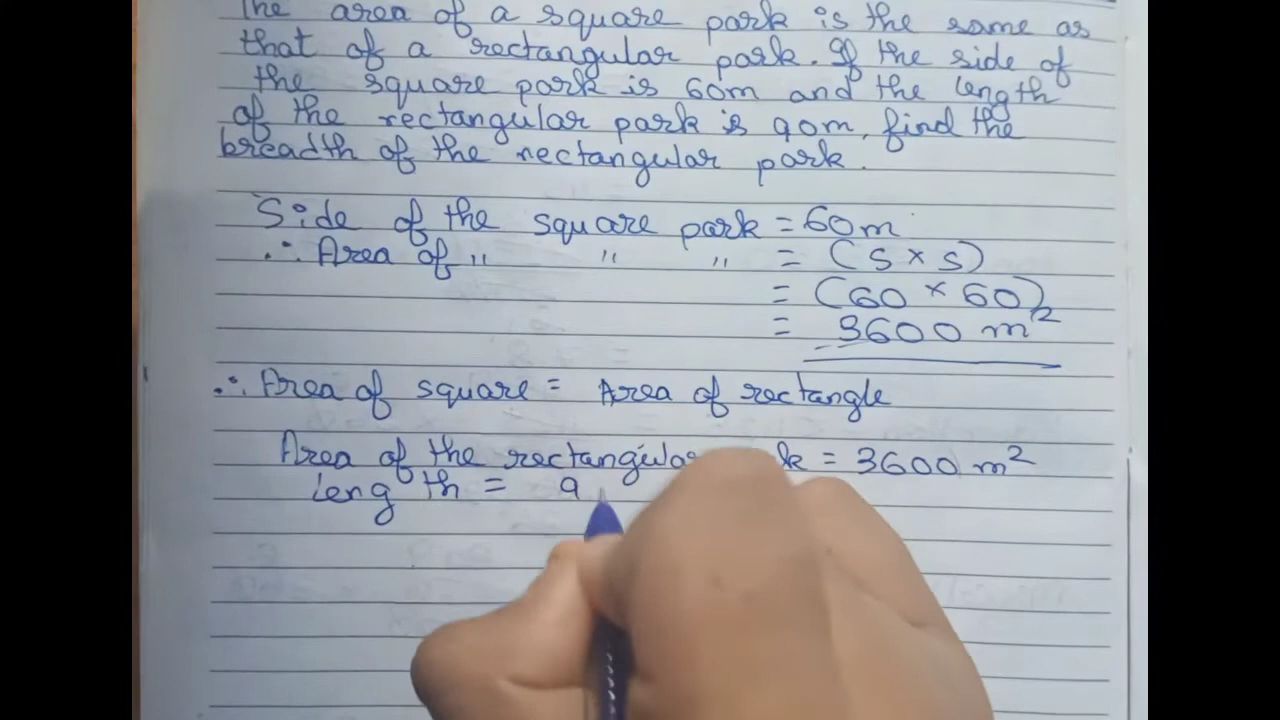 The area of a square park is the same as
that of a rectangular park. If the side of
the square park is 60m and the length
of the rectangular park is 90m, find the
breadth of the rectangular park.
Side of the square park = 60m
∴ Area of " " " = (s × s)
= (60 × 60)
= 3600 m²
∴ Area of square = Area of rectangle
Area of the rectangular = 3600 m²
length = 9